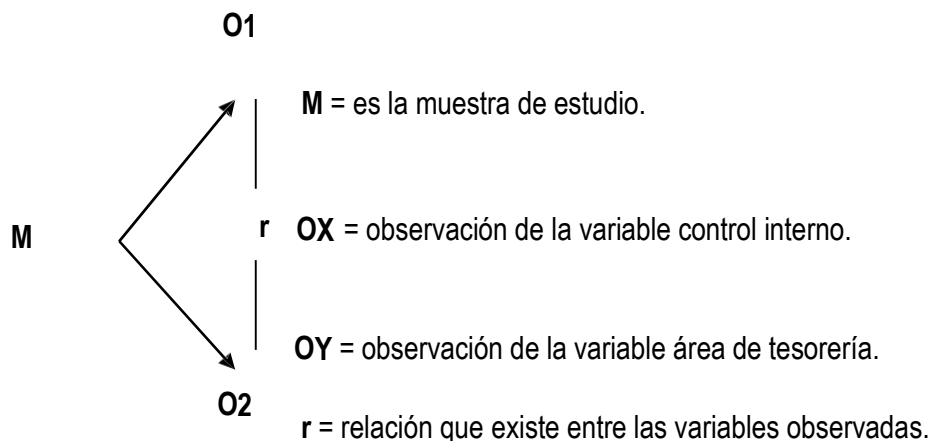 O1
M = es la muestra de estudio.
M
r OX = observación de la variable control interno.
OY = observación de la variable área de tesorería.
O2
r = relación que existe entre las variables observadas.